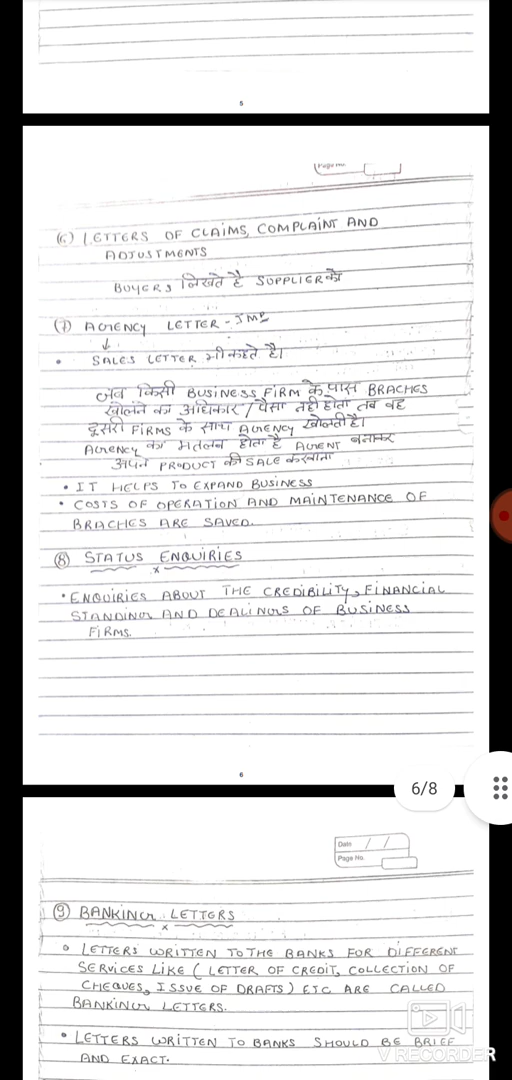 5
Page No.
(6) LETTERS OF CLAIMS, COMPLAINT AND
ADJUSTMENTS
BUYERS लिखते है SUPPLIER को
(7) AGENCY LETTER - IMP
↓
• SALES LETTER भी कहते है।
जब किसी BUSINESS FIRM के पास BRACHES
खोलने का अधिकार / पैसा नही होता तब वह
दूसरी FIRMS के साथ AGENCY खोलती है।
AGENCY का मतलब होता है AGENT बनाकर
अपने PRODUCT की SALE करवाना
• IT HELPS TO EXPAND BUSINESS
• COSTS OF OPERATION AND MAINTENANCE OF
BRACHES ARE SAVED.
(8) STATUS ENQUIRIES
• ENQUIRIES ABOUT THE CREDIBILITY, FINANCIAL
STANDING AND DEALINGS OF BUSINESS
FIRMS.
6
6/8
Date / /
Page No.
(9) BANKING LETTERS
• LETTERS WRITTEN TO THE BANKS FOR DIFFERENT
SERVICES LIKE (LETTER OF CREDIT, COLLECTION OF
CHEQUES, ISSUE OF DRAFTS) ETC ARE CALLED
BANKING LETTERS.
• LETTERS WRITTEN TO BANKS SHOULD BE BRIEF
AND EXACT.
V RECORDER